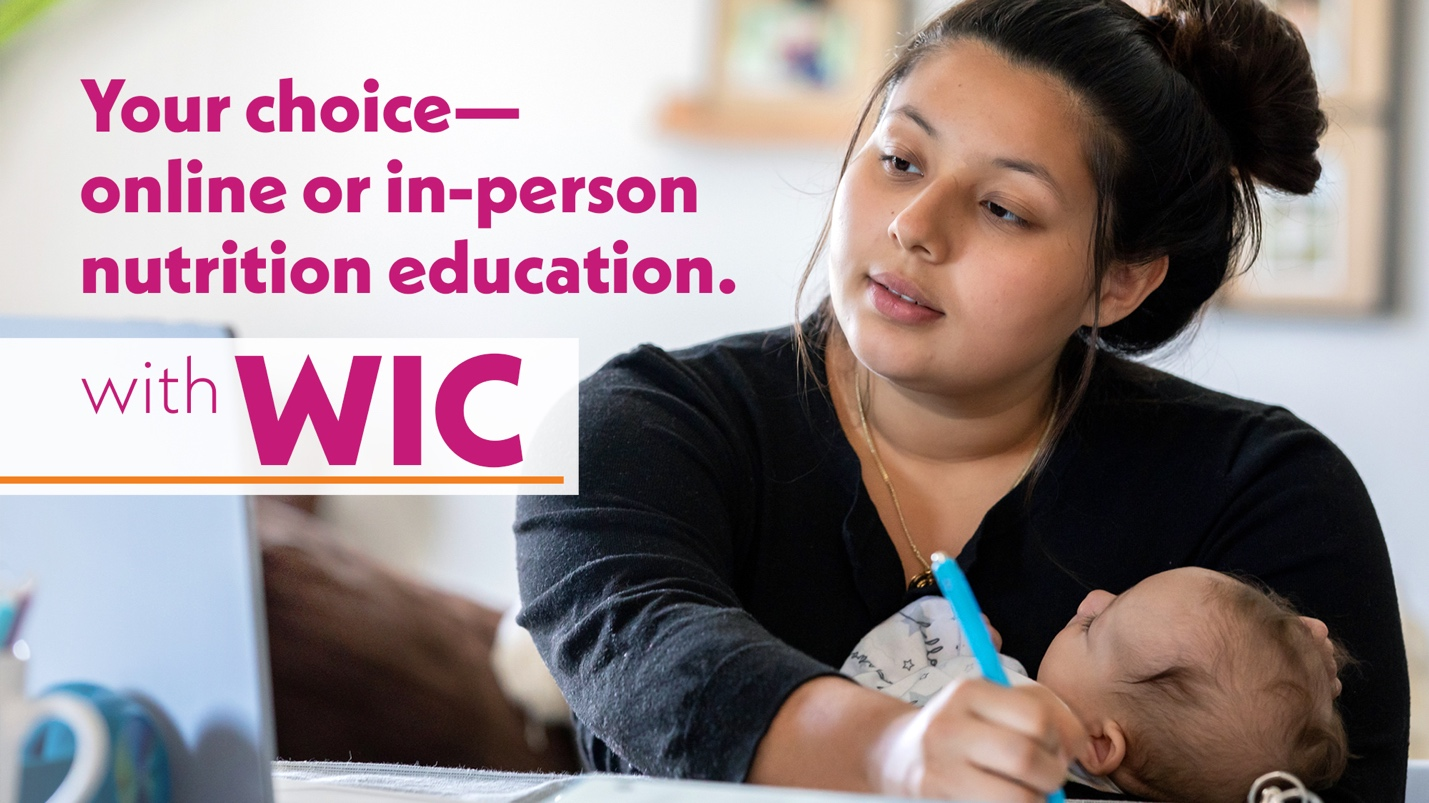 Your choice—
online or in-person
nutrition education.
with WIC